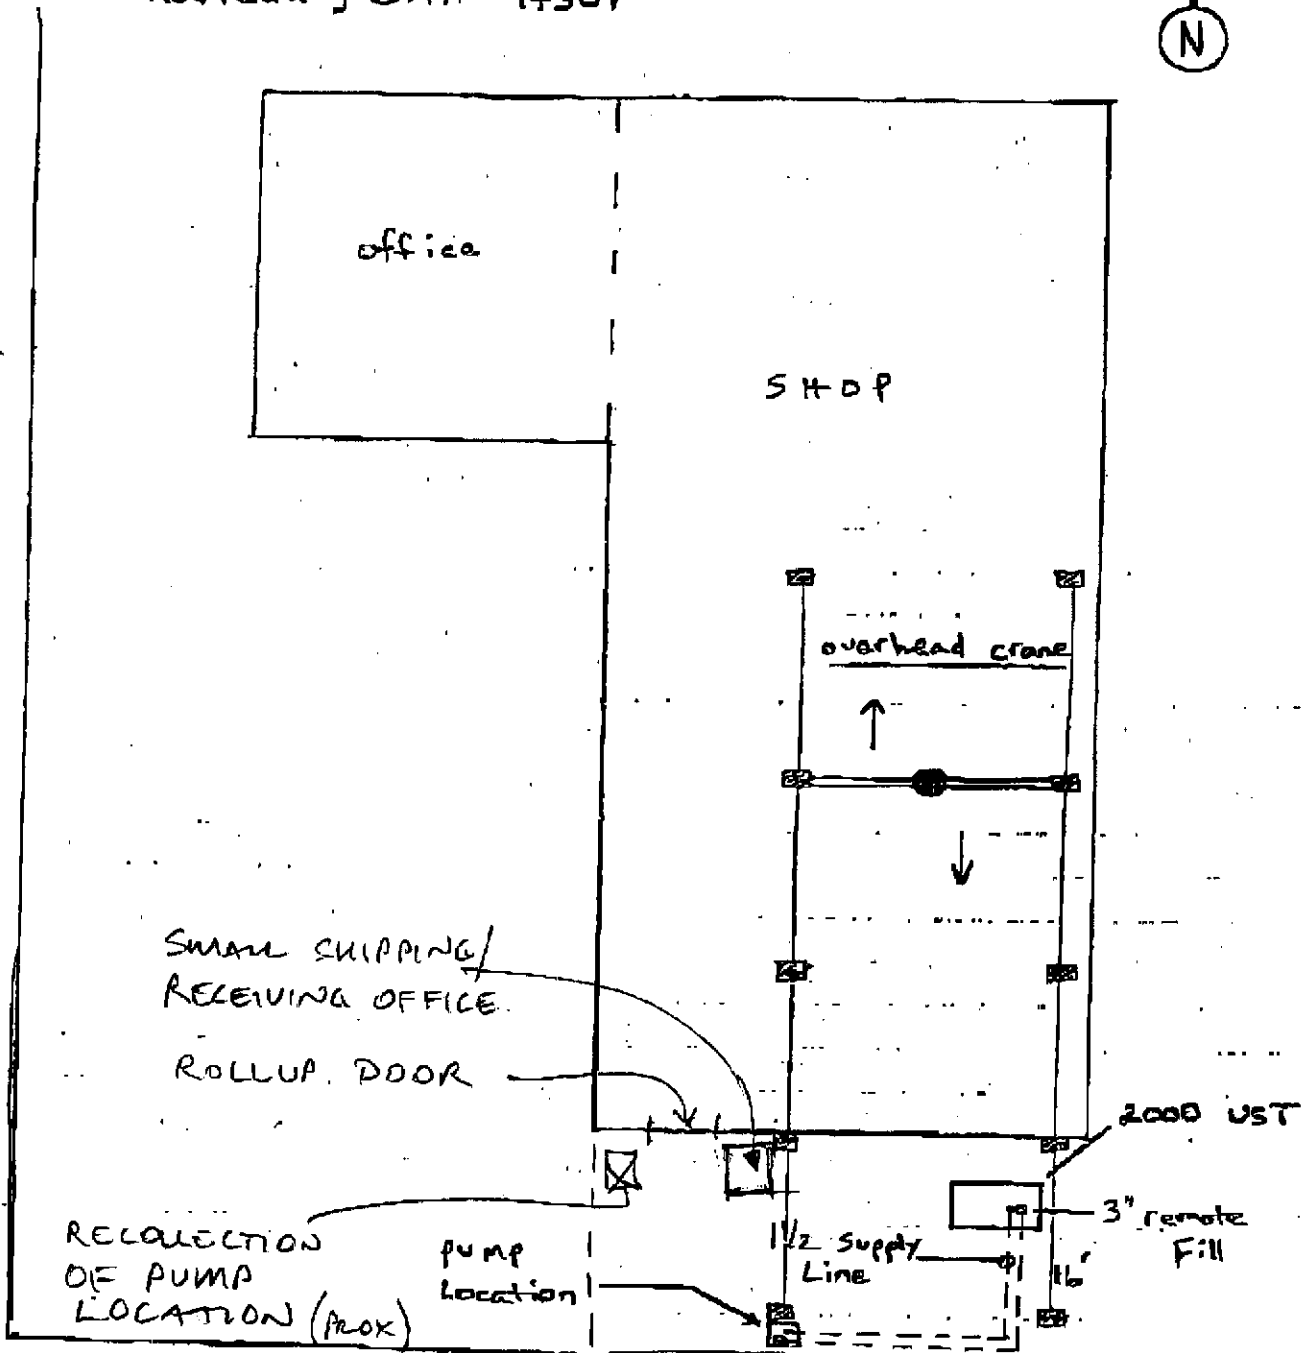 N
office
SHOP
overhead crane
SMALL SHIPPING/
RECEIVING OFFICE
ROLLUP DOOR
2000 UST
3" remote
Fill
1 1/2 Supply
Line
16'
pump
Location
RECOLLECTION
OF PUMP
LOCATION (PROX)